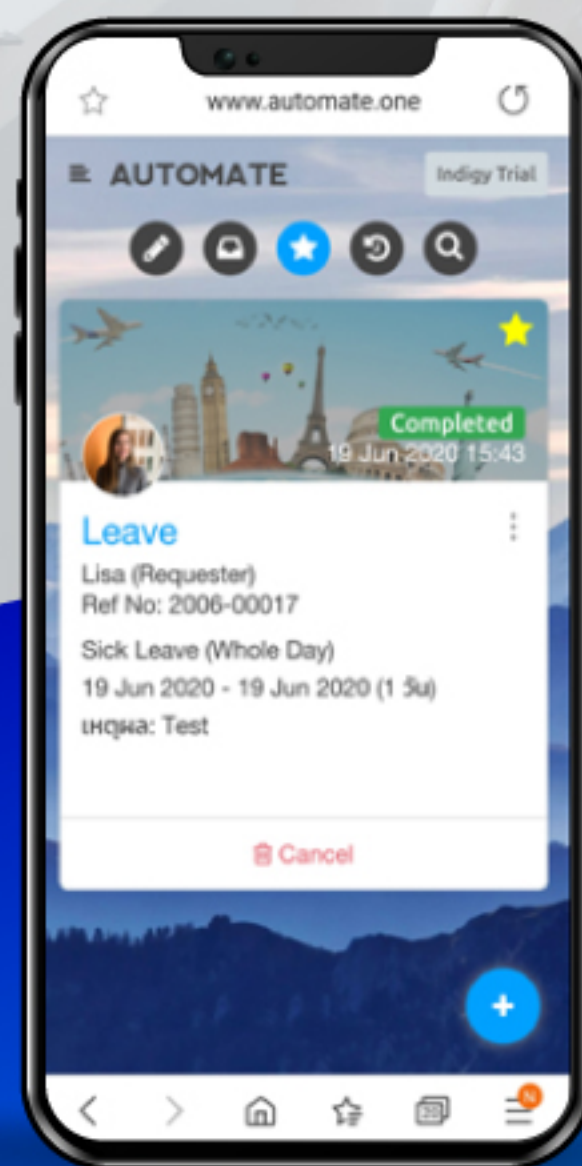 www.automate.one
AUTOMATE
Indigy Trial
Completed
19 Jun 2020 15:43
Leave
Lisa (Requester)
Ref No: 2006-00017
Sick Leave (Whole Day)
19 Jun 2020 - 19 Jun 2020 (1 วัน)
เหตุผล: Test
Cancel
+
20
N